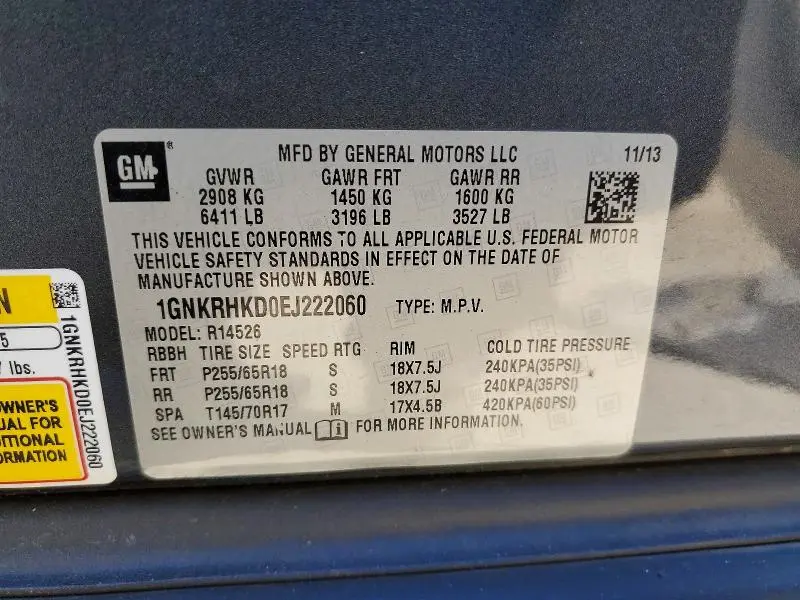 GM®
MFD BY GENERAL MOTORS LLC 11/13
GVWR GAWR FRT GAWR RR
2908 KG 1450 KG 1600 KG
6411 LB 3196 LB 3527 LB
THIS VEHICLE CONFORMS TO ALL APPLICABLE U.S. FEDERAL MOTOR
VEHICLE SAFETY STANDARDS IN EFFECT ON THE DATE OF
MANUFACTURE SHOWN ABOVE.
1GNKRHKD0EJ222060 TYPE: M.P.V.
MODEL: R14526
RBBH TIRE SIZE SPEED RTG RIM COLD TIRE PRESSURE
FRT P255/65R18 S 18X7.5J 240KPA(35PSI)
RR P255/65R18 S 18X7.5J 240KPA(35PSI)
SPA T145/70R17 M 17X4.5B 420KPA(60PSI)
SEE OWNER'S MANUAL FOR MORE INFORMATION.
N
5
lbs.
OWNER'S
UAL FOR
ITIONAL
ORMATION
1GNKRHKD0EJ222060